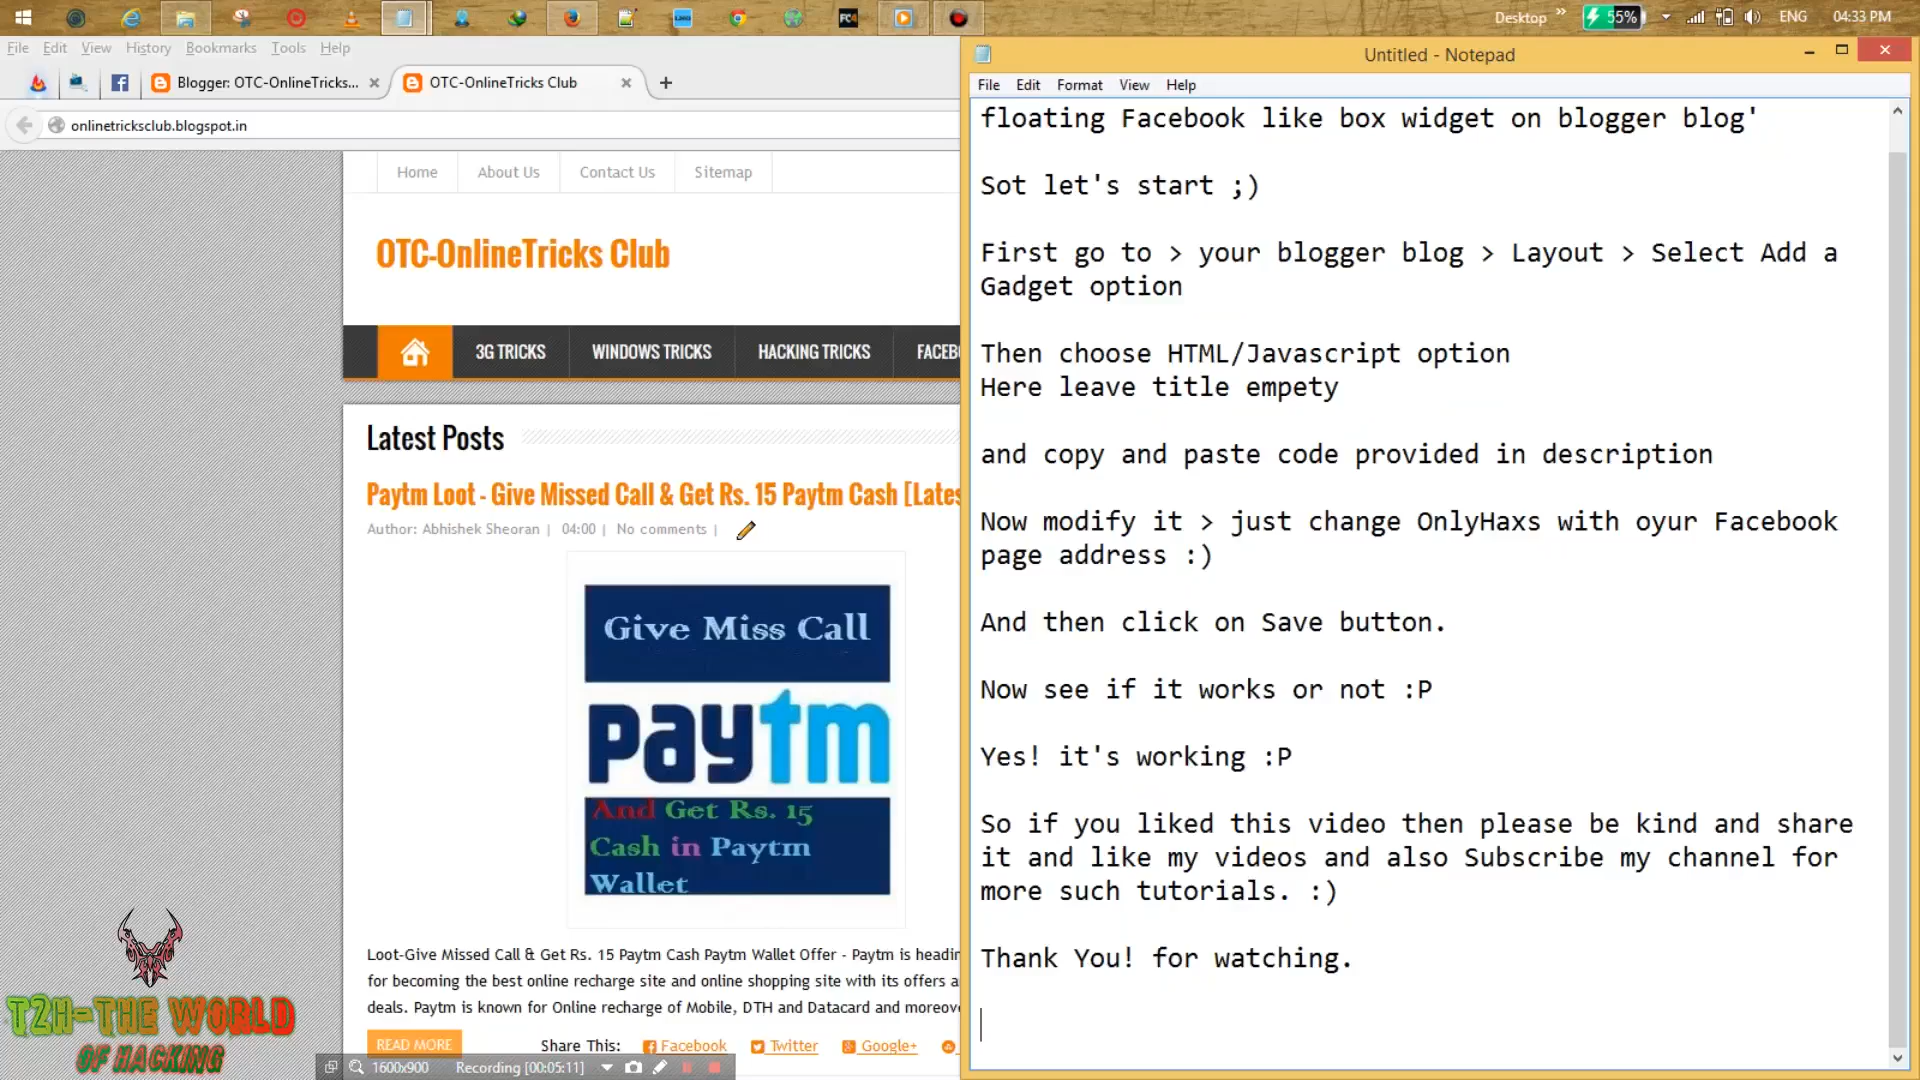 Desktop
55%
ENG
04:33 PM
File Edit View History Bookmarks Tools Help
Blogger: OTC-OnlineTricks...
OTC-OnlineTricks Club
onlinetricksclub.blogspot.in
Home About Us Contact Us Sitemap
OTC-OnlineTricks Club
3G TRICKS WINDOWS TRICKS HACKING TRICKS FACEB
Latest Posts
Paytm Loot - Give Missed Call & Get Rs. 15 Paytm Cash [Lates
Author: Abhishek Sheoran | 04:00 | No comments |
Give Miss Call
paytm
And Get Rs. 15
Cash in Paytm
Wallet
Loot-Give Missed Call & Get Rs. 15 Paytm Cash Paytm Wallet Offer - Paytm is headin
for becoming the best online recharge site and online shopping site with its offers a
deals. Paytm is known for Online recharge of Mobile, DTH and Datacard and moreove
READ MORE
Share This: Facebook Twitter Google+
T2H-THE WORLD
OF HACKING
1600x900 Recording [00:05:11]
Untitled - Notepad
File Edit Format View Help
floating Facebook like box widget on blogger blog'
Sot let's start ;)
First go to > your blogger blog > Layout > Select Add a
Gadget option
Then choose HTML/Javascript option
Here leave title empety
and copy and paste code provided in description
Now modify it > just change OnlyHaxs with oyur Facebook
page address :)
And then click on Save button.
Now see if it works or not :P
Yes! it's working :P
So if you liked this video then please be kind and share
it and like my videos and also Subscribe my channel for
more such tutorials. :)
Thank You! for watching.